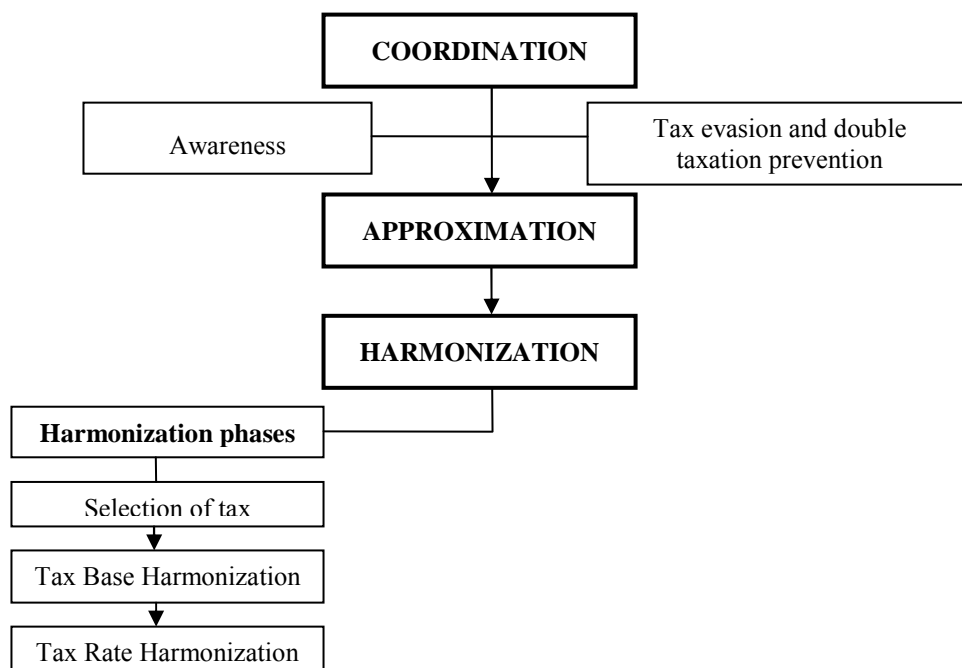 COORDINATION
Awareness
Tax evasion and double
taxation prevention
APPROXIMATION
HARMONIZATION
Harmonization phases
Selection of tax
Tax Base Harmonization
Tax Rate Harmonization